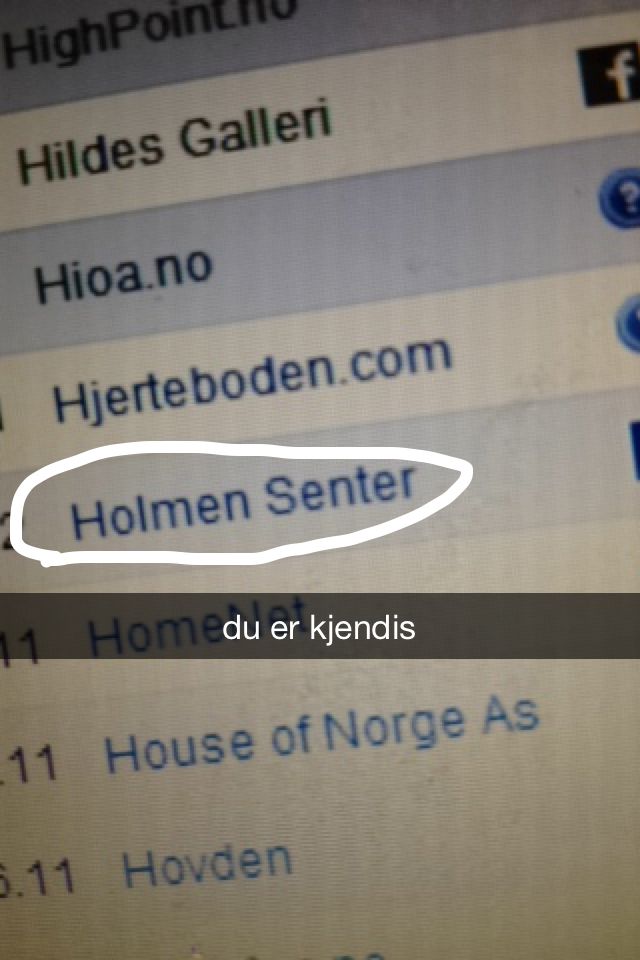 HighPoint.no
Hildes Galleri
Hioa.no
Hjerteboden.com
Holmen Senter
du er kjendis
11 HomeNet
.11 House of Norge As
6.11 Hovden